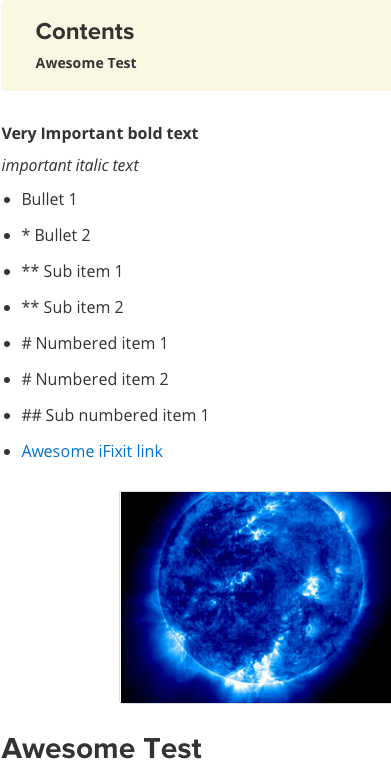 Contents
Awesome Test
Very Important bold text
important italic text
Bullet 1
* Bullet 2
** Sub item 1
** Sub item 2
# Numbered item 1
# Numbered item 2
## Sub numbered item 1
Awesome iFixit link
Awesome Test